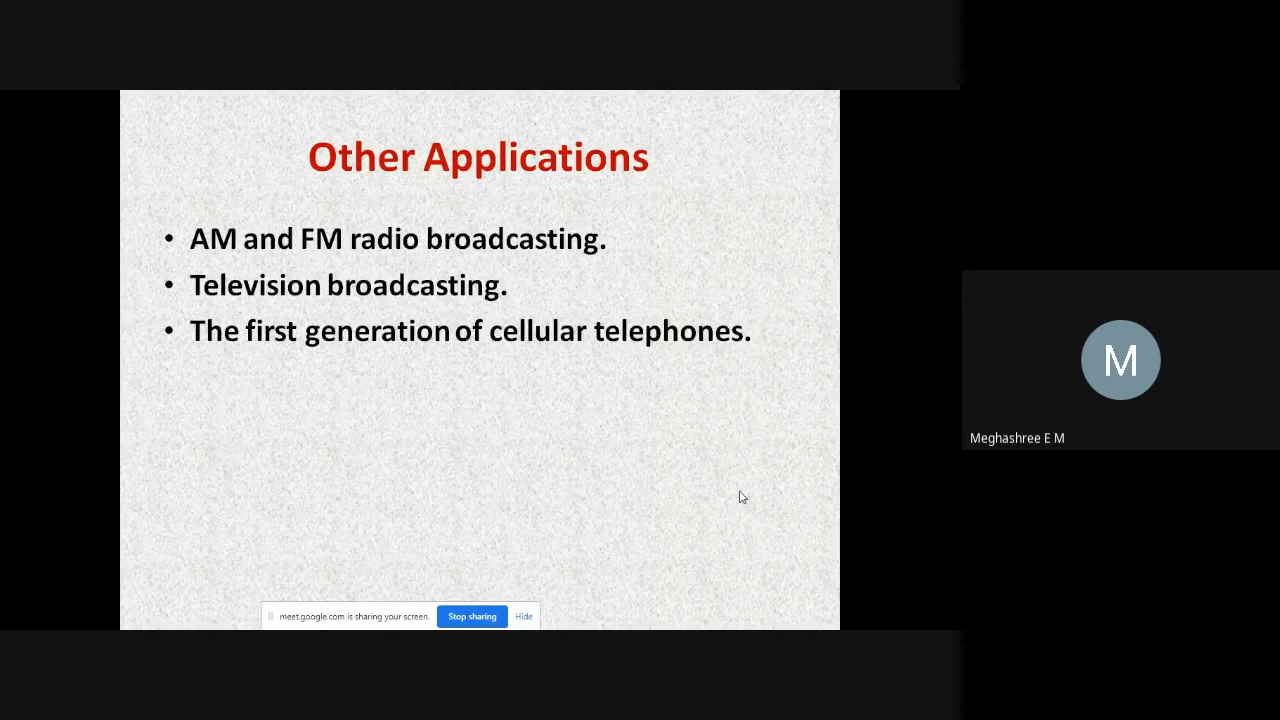 Other Applications
• AM and FM radio broadcasting.
• Television broadcasting.
• The first generation of cellular telephones.
M
Meghashree E M
meet.google.com is sharing your screen. Stop sharing Hide